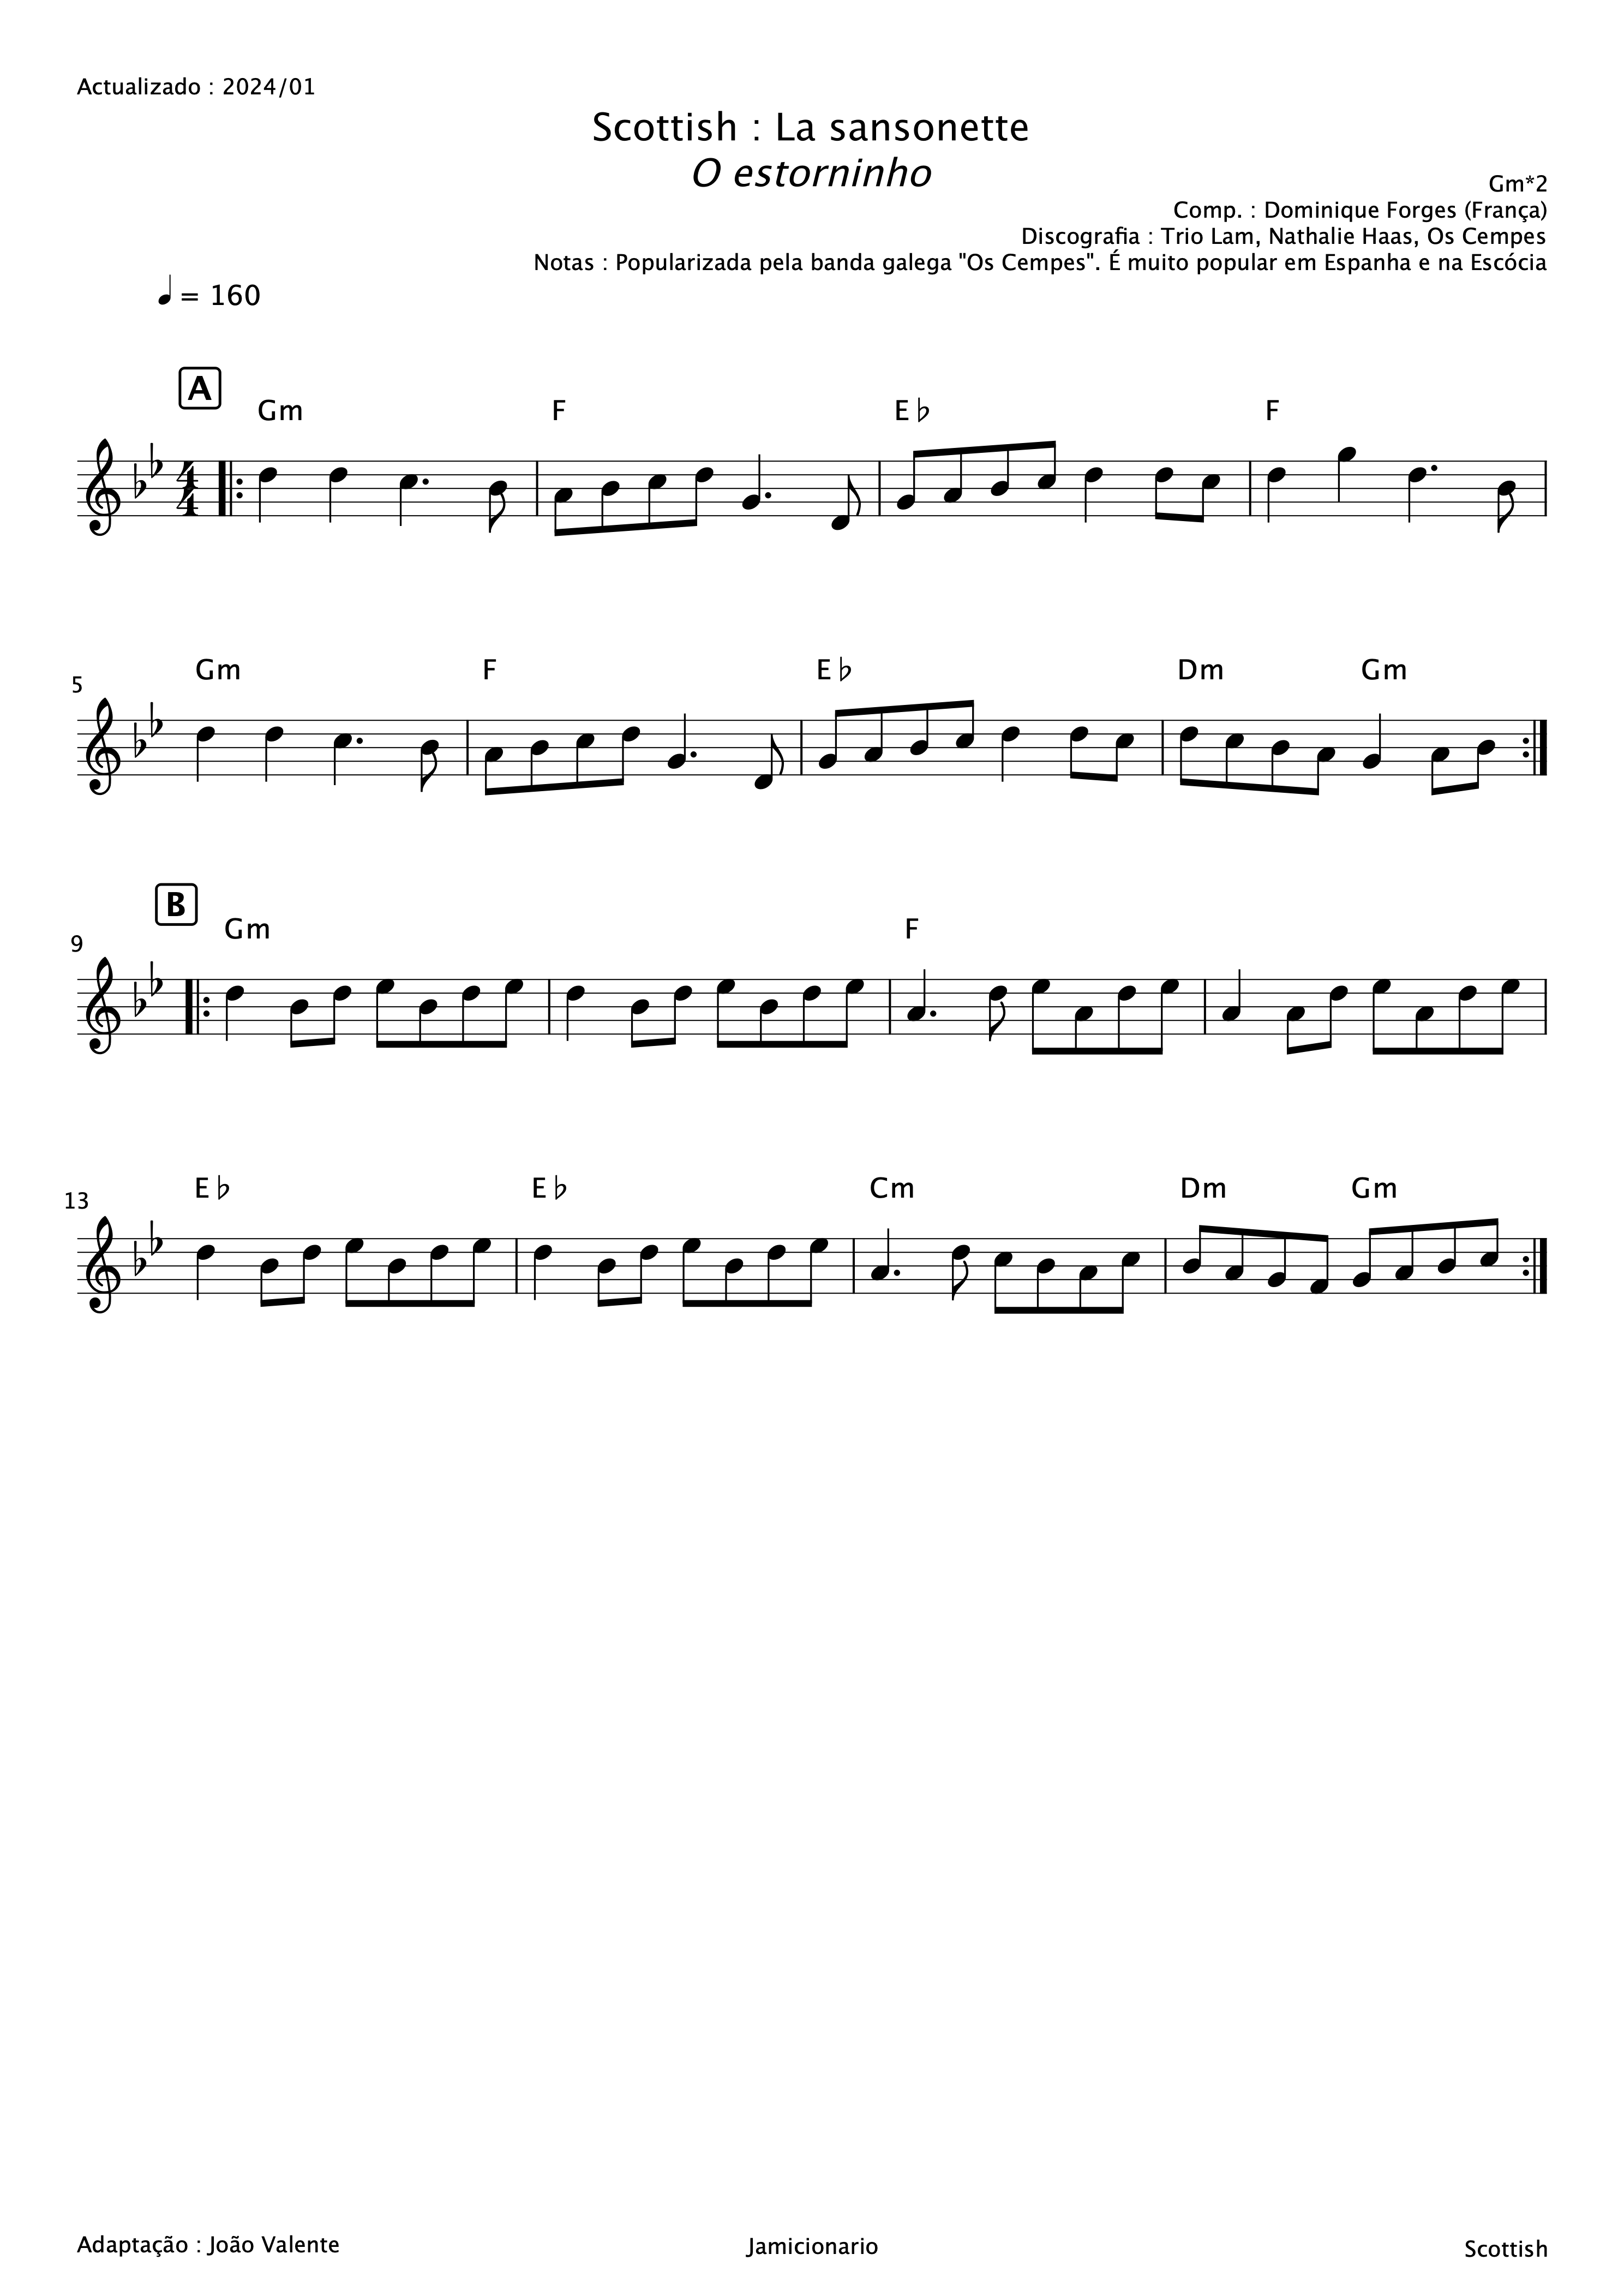 Actualizado : 2024/01
Scottish : La sansonette
O estorninho
Gm*2
Comp. : Dominique Forges (França)
Discografia : Trio Lam, Nathalie Haas, Os Cempes
Notas : Popularizada pela banda galega "Os Cempes". É muito popular em Espanha e na Escócia
♩ = 160
A
Gm F E♭ F
4
4
5
Gm F E♭ Dm Gm
B
Gm F
9
E♭ E♭ Cm Dm Gm
13
Adaptação : João Valente
Jamicionario
Scottish